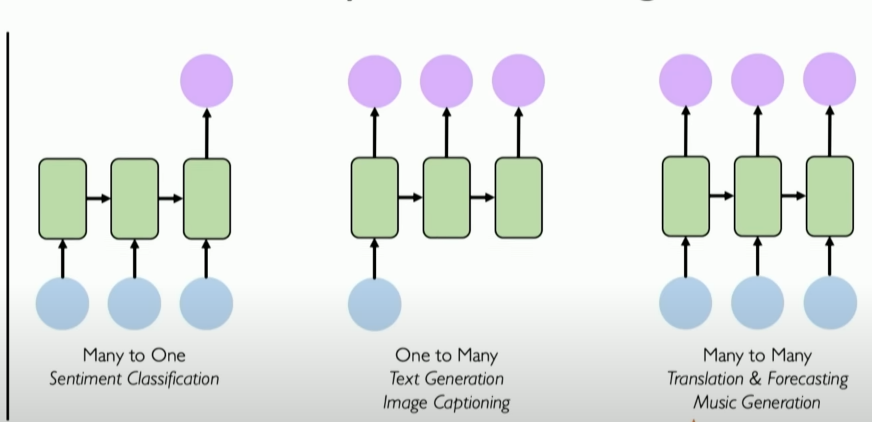 Many to One
Sentiment Classification
One to Many
Text Generation
Image Captioning
Many to Many
Translation & Forecasting
Music Generation